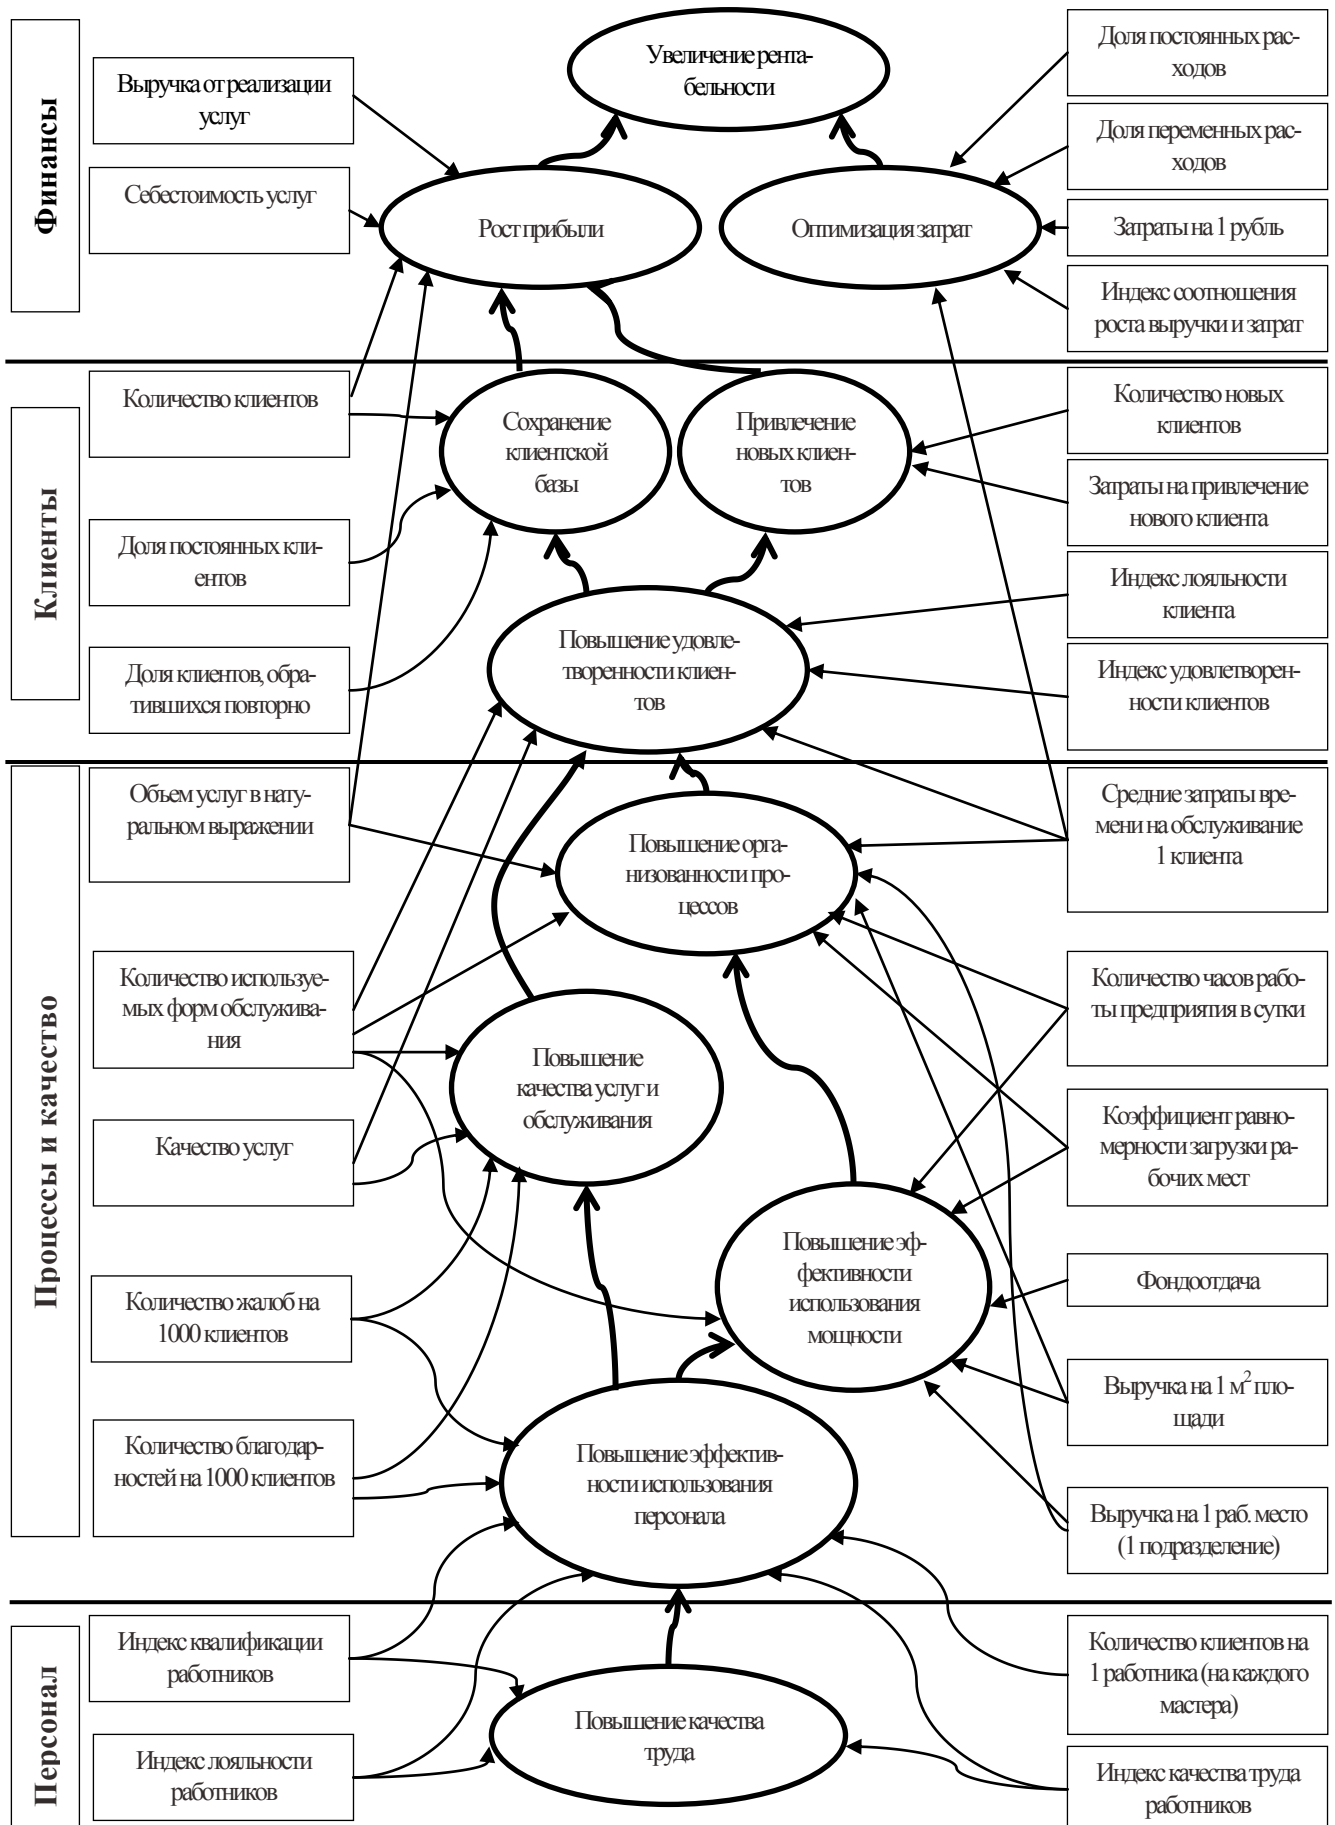 Финансы
Выручка от реализации
услуг
Себестоимость услуг
Увеличение рента-
бельности
Рост прибыли
Оптимизация затрат
Доля постоянных рас-
ходов
Доля переменных рас-
ходов
Затраты на 1 рубль
Индекс соотношения
роста выручки и затрат
Клиенты
Количество клиентов
Доля постоянных кли-
ентов
Доля клиентов, обра-
тившихся повторно
Сохранение
клиентской
базы
Привлечение
новых клиен-
тов
Повышение удовле-
творенности клиен-
тов
Количество новых
клиентов
Затраты на привлечение
нового клиента
Индекс лояльности
клиента
Индекс удовлетворен-
ности клиентов
Процессы и качество
Объем услуг в нату-
ральном выражении
Количество используе-
мых форм обслужива-
ния
Качество услуг
Количество жалоб на
1000 клиентов
Количество благодар-
ностей на 1000 клиентов
Повышение орга-
низованности про-
цессов
Повышение
качества услуг и
обслуживания
Повышение эф-
фективности
использования
мощности
Повышение эффектив-
ности использования
персонала
Средние затраты вре-
мени на обслуживание
1 клиента
Количество часов рабо-
ты предприятия в сутки
Коэффициент равно-
мерности загрузки ра-
бочих мест
Фондоотдача
Выручка на 1 м² пло-
щади
Выручка на 1 раб. место
(1 подразделение)
Персонал
Индекс квалификации
работников
Индекс лояльности
работников
Повышение качества
труда
Количество клиентов на
1 работника (на каждого
мастера)
Индекс качества труда
работников